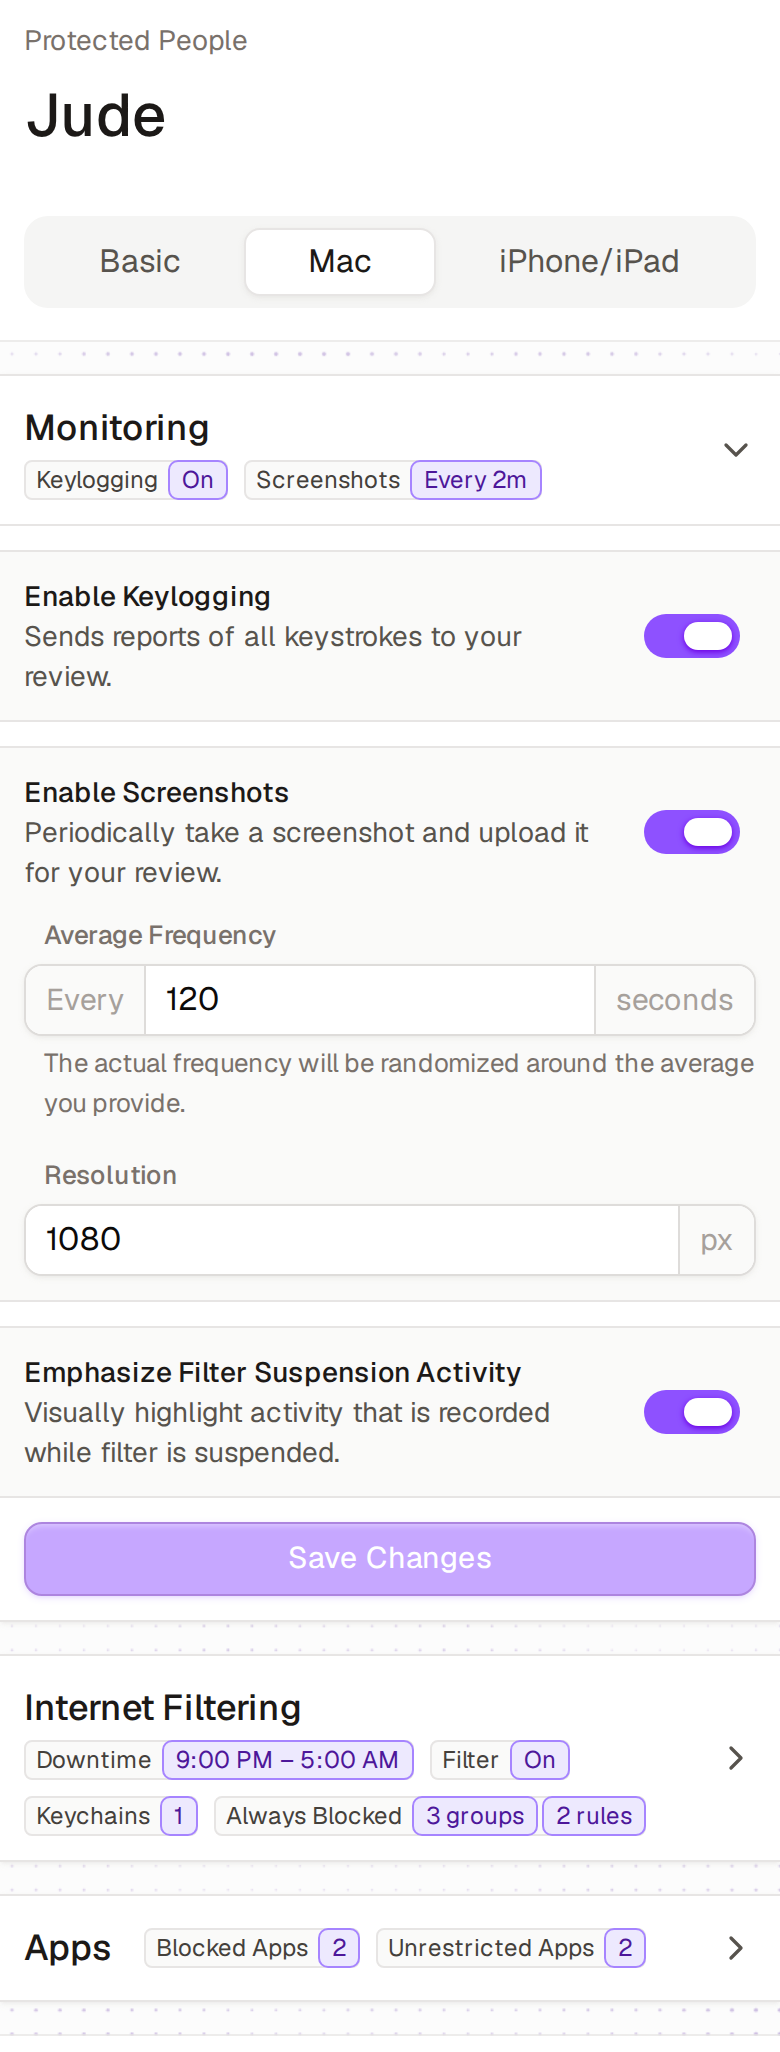 Protected People
Jude
Basic Mac iPhone/iPad
Monitoring
Keylogging On Screenshots Every 2m
Enable Keylogging
Sends reports of all keystrokes to your
review.
Enable Screenshots
Periodically take a screenshot and upload it
for your review.
Average Frequency
Every 120 seconds
The actual frequency will be randomized around the average
you provide.
Resolution
1080 px
Emphasize Filter Suspension Activity
Visually highlight activity that is recorded
while filter is suspended.
Save Changes
Internet Filtering
Downtime 9:00 PM – 5:00 AM Filter On
Keychains 1 Always Blocked 3 groups 2 rules
Apps Blocked Apps 2 Unrestricted Apps 2